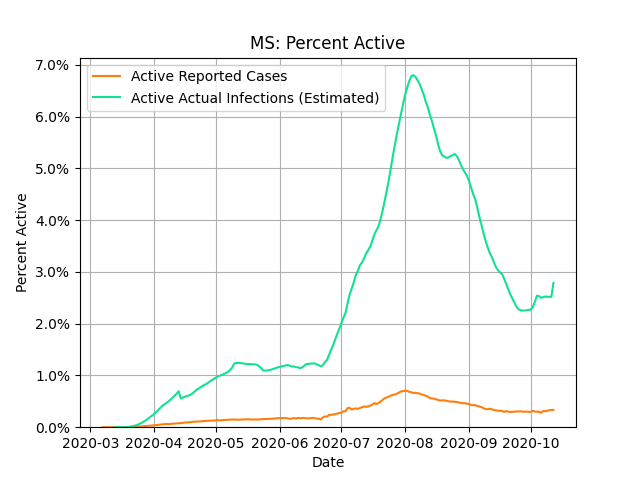 MS: Percent Active
Active Reported Cases
Active Actual Infections (Estimated)
Percent Active
7.0%
6.0%
5.0%
4.0%
3.0%
2.0%
1.0%
0.0%
2020-03 2020-04 2020-05 2020-06 2020-07 2020-08 2020-09 2020-10
Date